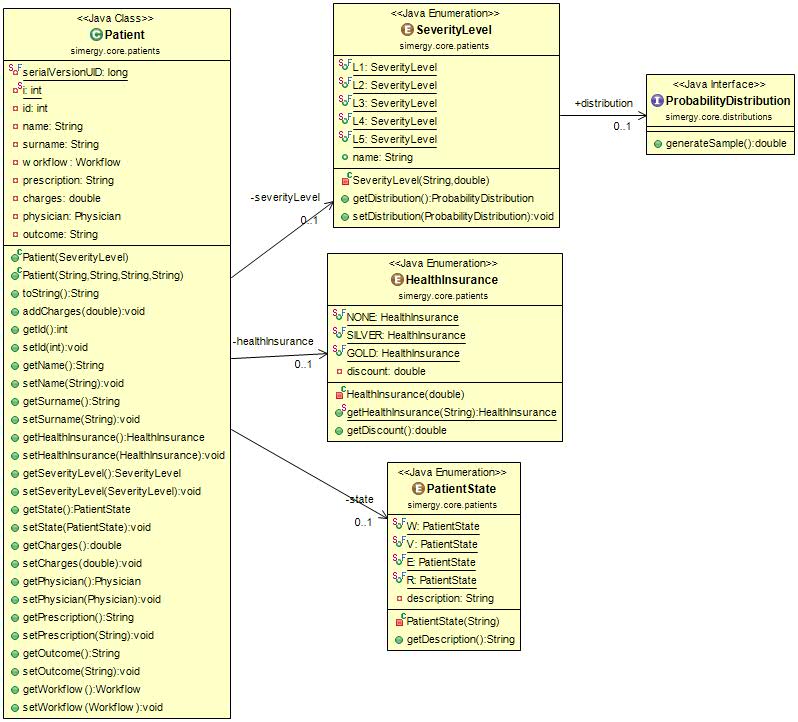 <<Java Class>>
Patient
simergy.core.patients
serialVersionUID: long
i: int
id: int
name: String
surname: String
workflow: Workflow
prescription: String
charges: double
physician: Physician
outcome: String
Patient(SeverityLevel)
Patient(String,String,String,String)
toString():String
addCharges(double):void
getId():int
setId(int):void
getName():String
setName(String):void
getSurname():String
setSurname(String):void
getHealthInsurance():HealthInsurance
setHealthInsurance(HealthInsurance):void
getSeverityLevel():SeverityLevel
setSeverityLevel(SeverityLevel):void
getState():PatientState
setState(PatientState):void
getCharges():double
setCharges(double):void
getPhysician():Physician
setPhysician(Physician):void
getPrescription():String
setPrescription(String):void
getOutcome():String
setOutcome(String):void
getWorkflow():Workflow
setWorkflow(Workflow):void
-severityLevel
0..1
-healthInsurance
0..1
-state
0..1
<<Java Enumeration>>
SeverityLevel
simergy.core.patients
L1: SeverityLevel
L2: SeverityLevel
L3: SeverityLevel
L4: SeverityLevel
L5: SeverityLevel
name: String
SeverityLevel(String,double)
getDistribution():ProbabilityDistribution
setDistribution(ProbabilityDistribution):void
+distribution
0..1
<<Java Interface>>
ProbabilityDistribution
simergy.core.distributions
generateSample():double
<<Java Enumeration>>
HealthInsurance
simergy.core.patients
NONE: HealthInsurance
SILVER: HealthInsurance
GOLD: HealthInsurance
discount: double
HealthInsurance(double)
getHealthInsurance(String):HealthInsurance
getDiscount():double
<<Java Enumeration>>
PatientState
simergy.core.patients
W: PatientState
V: PatientState
E: PatientState
R: PatientState
description: String
PatientState(String)
getDescription():String